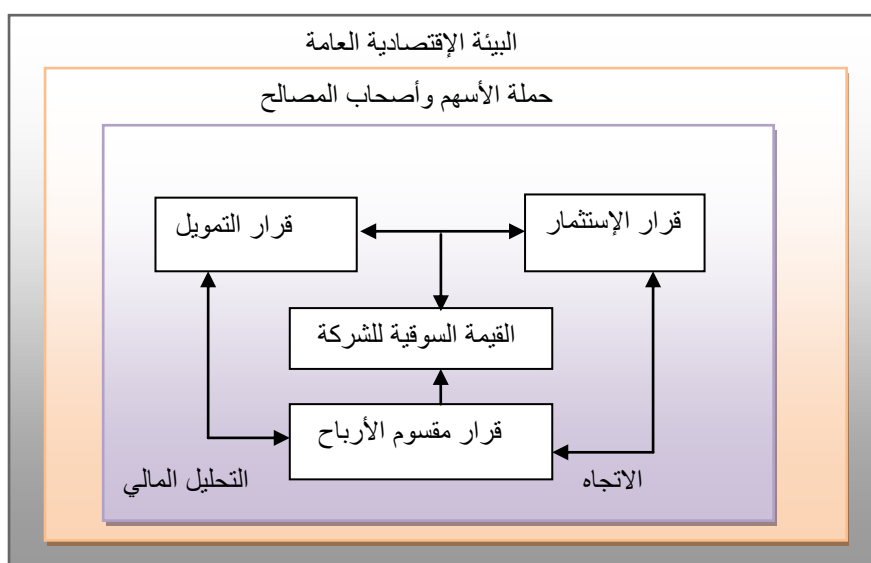 البيئة الإقتصادية العامة
حملة الأسهم وأصحاب المصالح
قرار الإستثمار
قرار التمويل
القيمة السوقية للشركة
قرار مقسوم الأرباح
الاتجاه
التحليل المالي